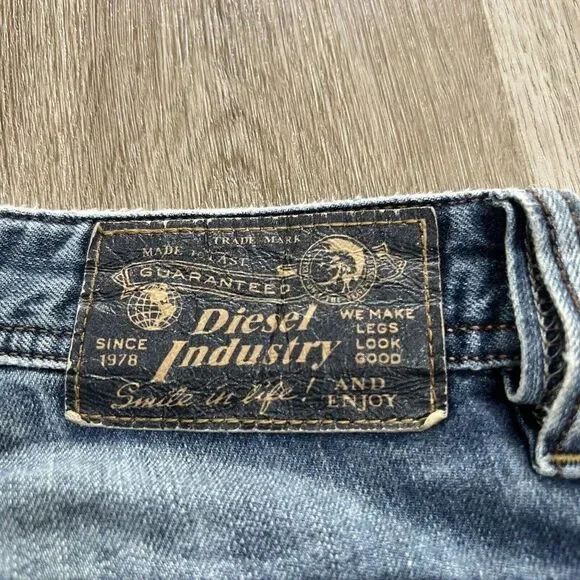 TRADE MARK
MADE to LAST
GUARANTEED
Diesel
Industry
SINCE
1978
WE MAKE
LEGS
LOOK
GOOD
Smile in life!
AND
ENJOY